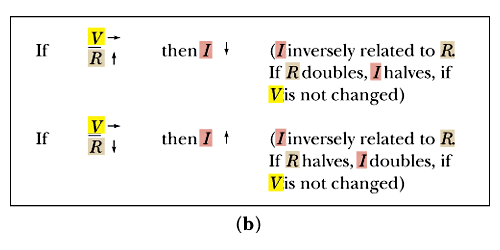 If V → / R ↑ then I ↓ (I inversely related to R.
If R doubles, I halves, if
V is not changed)
If V → / R ↓ then I ↑ (I inversely related to R.
If R halves, I doubles, if
V is not changed)
(b)